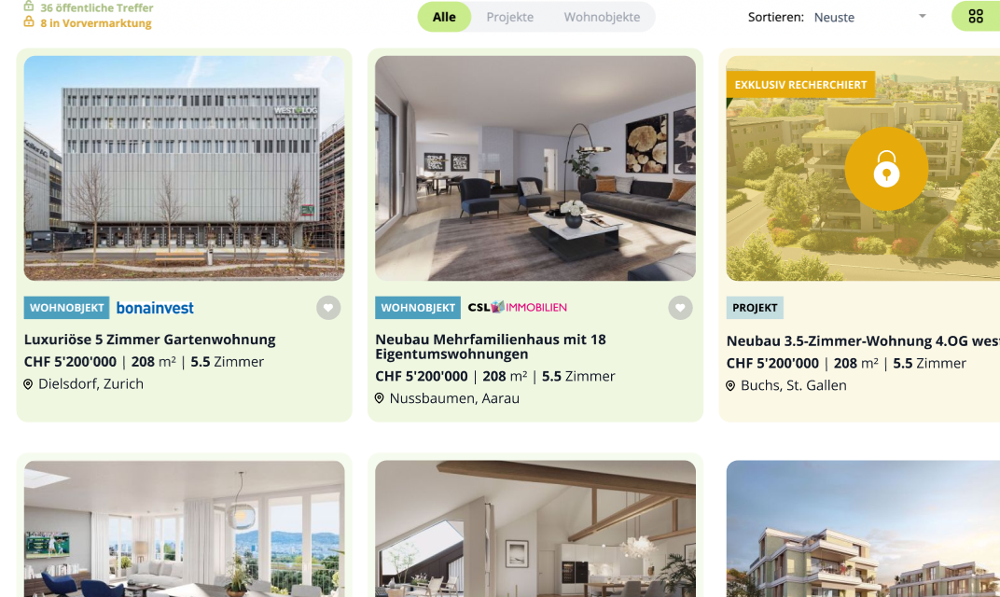 36 öffentliche Treffer
8 in Vorvermarktung
Alle
Projekte
Wohnobjekte
Sortieren: Neuste
WEST LOG
EXKLUSIV RECHERCHIERT
WOHNOBJEKT bonainvest
Luxuriöse 5 Zimmer Gartenwohnung
CHF 5'200'000 | 208 m² | 5.5 Zimmer
Dielsdorf, Zurich
WOHNOBJEKT CSL IMMOBILIEN
Neubau Mehrfamilienhaus mit 18
Eigentumswohnungen
CHF 5'200'000 | 208 m² | 5.5 Zimmer
Nussbaumen, Aarau
PROJEKT
Neubau 3.5-Zimmer-Wohnung 4.OG
CHF 5'200'000 | 208 m² | 5.5 Zimmer
Buchs, St. Gallen